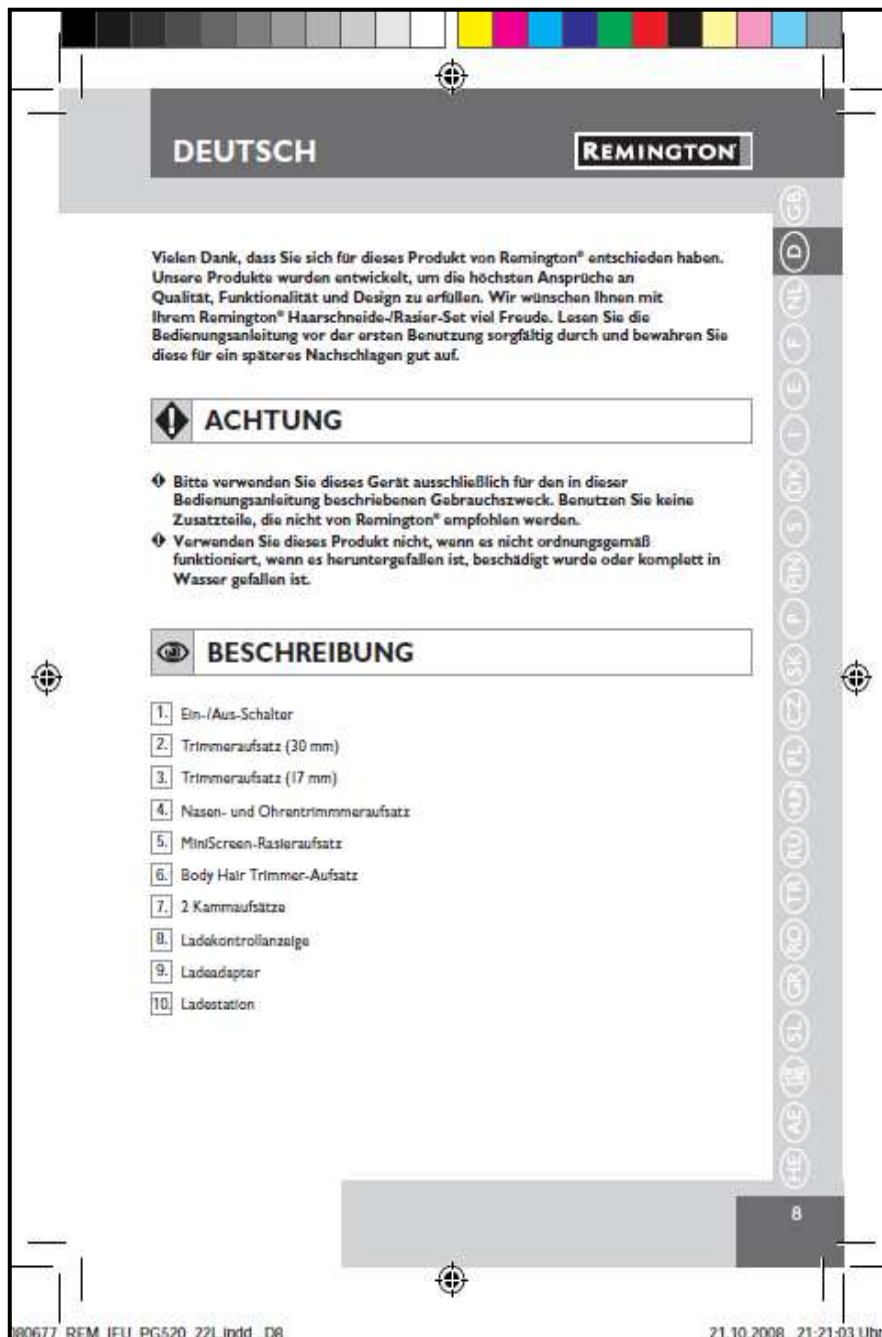 DEUTSCH
REMINGTON
Vielen Dank, dass Sie sich für dieses Produkt von Remington® entschieden haben.
Unsere Produkte wurden entwickelt, um die höchsten Ansprüche an
Qualität, Funktionalität und Design zu erfüllen. Wir wünschen Ihnen mit
Ihrem Remington® Haarschneide-/Rasier-Set viel Freude. Lesen Sie die
Bedienungsanleitung vor der ersten Benutzung sorgfältig durch und bewahren Sie
diese für ein späteres Nachschlagen gut auf.
ACHTUNG
Bitte verwenden Sie dieses Gerät ausschließlich für den in dieser
Bedienungsanleitung beschriebenen Gebrauchszweck. Benutzen Sie keine
Zusatzteile, die nicht von Remington® empfohlen werden.
Verwenden Sie dieses Produkt nicht, wenn es nicht ordnungsgemäß
funktioniert, wenn es heruntergefallen ist, beschädigt wurde oder komplett in
Wasser gefallen ist.
BESCHREIBUNG
1. Ein-/Aus-Schalter
2. Trimmeraufsatz (30 mm)
3. Trimmeraufsatz (17 mm)
4. Nasen- und Ohrentrimmmeraufsatz
5. MiniScreen-Rasieraufsatz
6. Body Hair Trimmer-Aufsatz
7. 2 Kammaufsätze
8. Ladekontrollanzeige
9. Ladeadapter
10. Ladestation
GB
D
NL
F
E
I
DK
S
FIN
P
SK
CZ
PL
HUN
RU
TR
RO
GR
SL
AE
HE
8
080677_REM_IFU_PG520_22L.indd D8
21.10.2008 21:21:03 Uhr